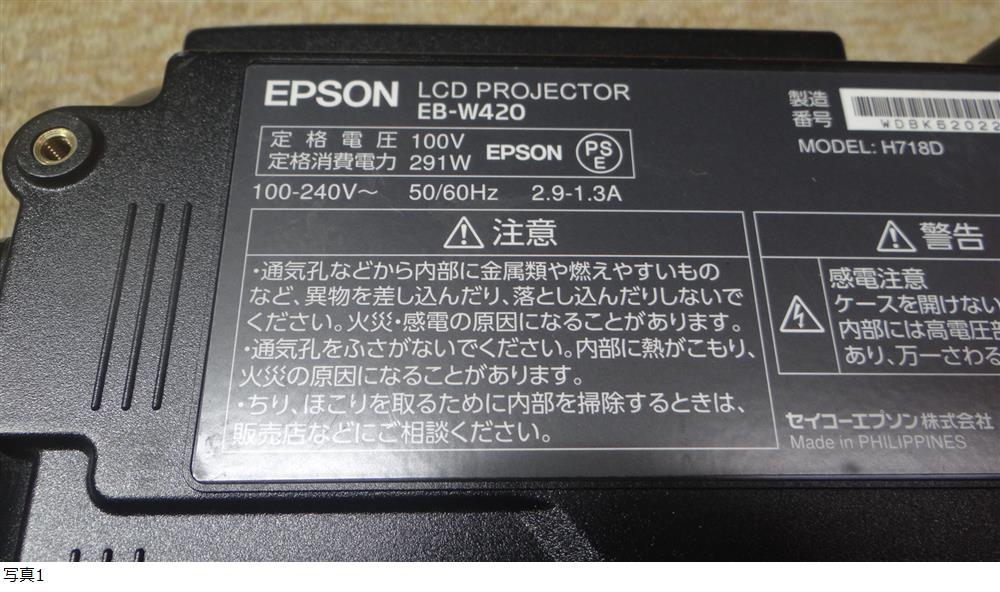 EPSON LCD PROJECTOR
EB-W420
定格電圧 100V
定格消費電力 291W EPSON PSE
100-240V～ 50/60Hz 2.9-1.3A
製造
番号
WDBK62022
MODEL: H718D
注意
・通気孔などから内部に金属類や燃えやすいもの
など、異物を差し込んだり、落とし込んだりしないで
ください。火災・感電の原因になることがあります。
・通気孔をふさがないでください。内部に熱がこもり、
火災の原因になることがあります。
・ちり、ほこりを取るために内部を掃除するときは、
販売店などにご相談ください。
警告
感電注意
ケースを開けない
内部には高電圧部
あり、万一さわる
セイコーエプソン株式会社
Made in PHILIPPINES
写真1